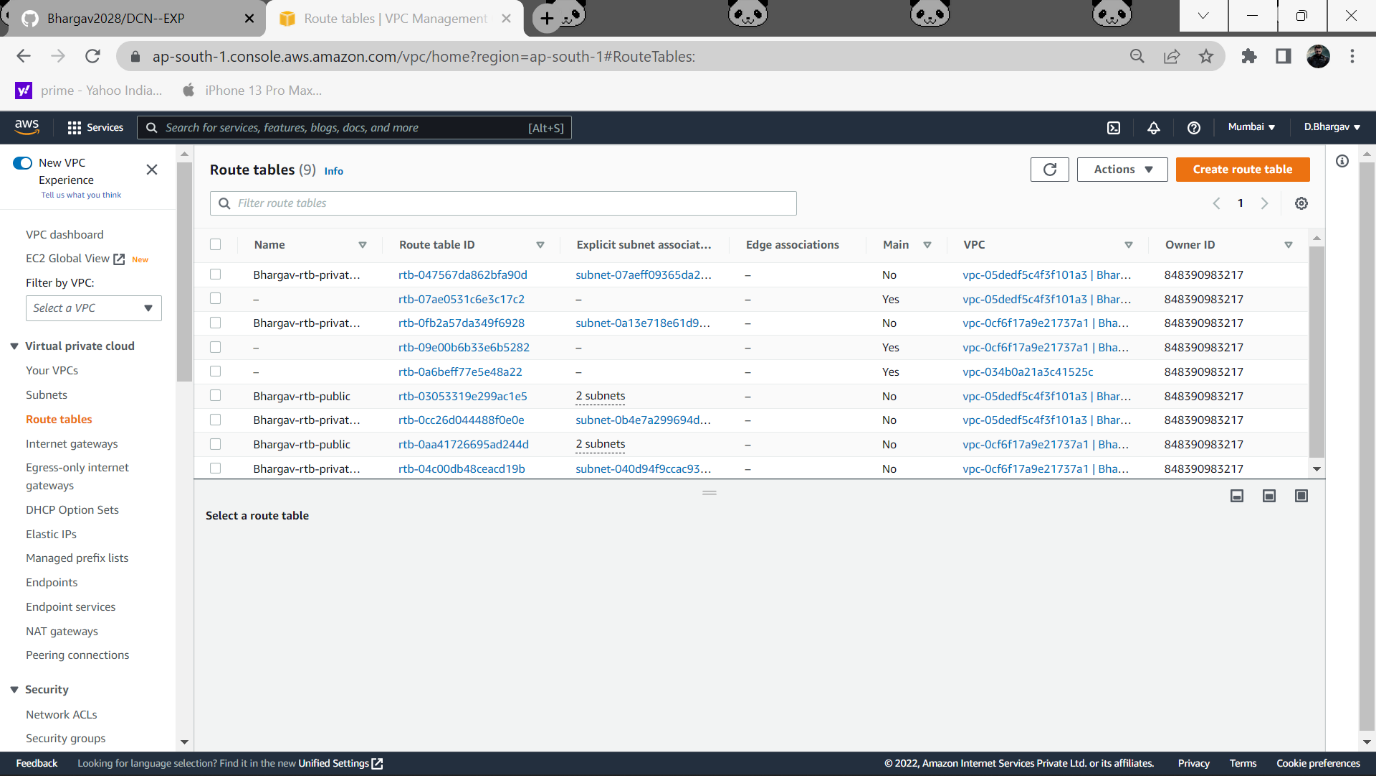 Bhargav2028/DCN--EXP
Route tables | VPC Management
ap-south-1.console.aws.amazon.com/vpc/home?region=ap-south-1#RouteTables:
y!
prime - Yahoo India...
iPhone 13 Pro Max...
aws
Services
Search for services, features, blogs, docs, and more
[Alt+S]
Mumbai
D.Bhargav
New VPC
Experience
Tell us what you think
VPC dashboard
EC2 Global View
New
Filter by VPC:
Select a VPC
Virtual private cloud
Your VPCs
Subnets
Route tables
Internet gateways
Egress-only internet
gateways
DHCP Option Sets
Elastic IPs
Managed prefix lists
Endpoints
Endpoint services
NAT gateways
Peering connections
Security
Network ACLs
Security groups
Route tables (9) Info
Actions
Create route table
Filter route tables
1
Name Route table ID Explicit subnet associat... Edge associations Main VPC Owner ID
Bhargav-rtb-privat... rtb-047567da862bfa90d subnet-07aeff09365da2... – No vpc-05dedf5c4f3f101a3 | Bhar... 848390983217
– rtb-07ae0531c6e3c17c2 – – Yes vpc-05dedf5c4f3f101a3 | Bhar... 848390983217
Bhargav-rtb-privat... rtb-0fb2a57da349f6928 subnet-0a13e718e61d9... – No vpc-0cf6f17a9e21737a1 | Bha... 848390983217
– rtb-09e00b6b33e6b5282 – – Yes vpc-0cf6f17a9e21737a1 | Bha... 848390983217
– rtb-0a6beff77e5e48a22 – – Yes vpc-034b0a21a3c41525c 848390983217
Bhargav-rtb-public rtb-03053319e299ac1e5 2 subnets – No vpc-05dedf5c4f3f101a3 | Bhar... 848390983217
Bhargav-rtb-privat... rtb-0cc26d044488f0e0e subnet-0b4e7a299694d... – No vpc-05dedf5c4f3f101a3 | Bhar... 848390983217
Bhargav-rtb-public rtb-0aa41726695ad244d 2 subnets – No vpc-0cf6f17a9e21737a1 | Bha... 848390983217
Bhargav-rtb-privat... rtb-04c00db48ceacd19b subnet-040d94f9ccac93... – No vpc-0cf6f17a9e21737a1 | Bha... 848390983217
Select a route table
Feedback
Looking for language selection? Find it in the new Unified Settings
© 2022, Amazon Internet Services Private Ltd. or its affiliates.
Privacy
Terms
Cookie preferences